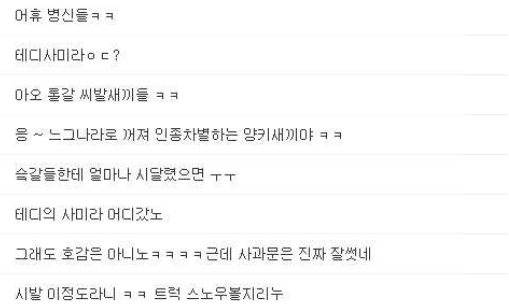 어휴 병신들ㅋㅋ
테디사미라ㅇㄷ?
아오 롤갈 씨발새끼들 ㅋㅋ
응 ~ 느그나라로 꺼져 인종차별하는 양키새끼야 ㅋㅋ
슼갈들한테 얼마나 시달렸으면 ㅜㅜ
테디의 사미라 어디갔노
그래도 호감은 아니노ㅋㅋㅋㅋ근데 사과문은 진짜 잘썻네
시발 이정도라니 ㅋㅋ 트럭 스노우볼지리누